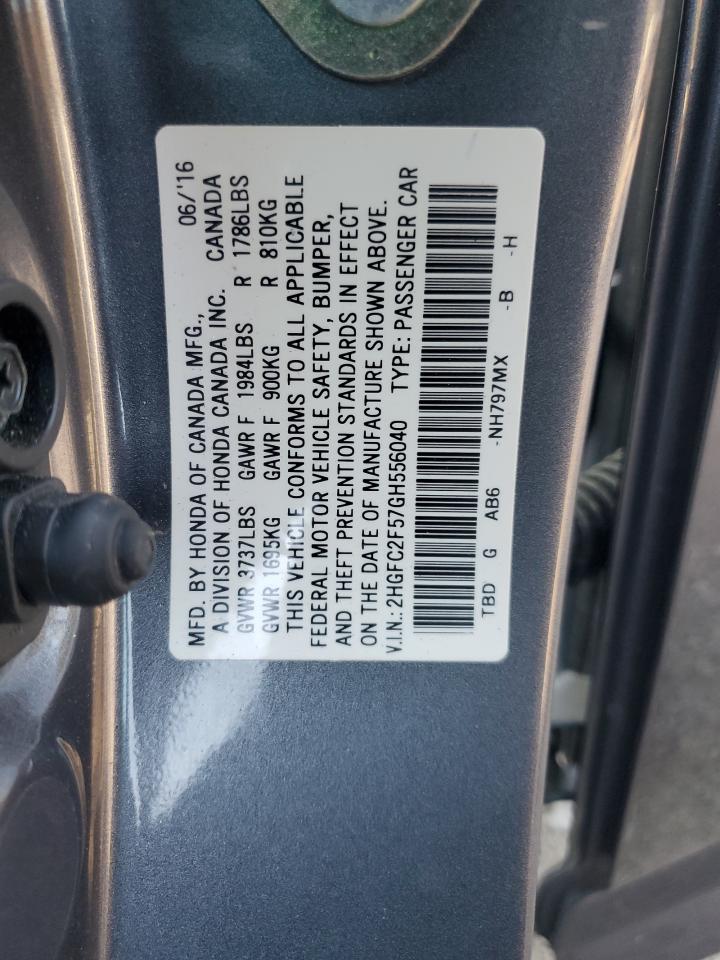 MFD. BY HONDA OF CANADA MFG., 06/'16
A DIVISION OF HONDA CANADA INC. CANADA
GVWR 3737LBS GAWR F 1984LBS R 1786LBS
GVWR 1695KG GAWR F 900KG R 810KG
THIS VEHICLE CONFORMS TO ALL APPLICABLE
FEDERAL MOTOR VEHICLE SAFETY, BUMPER,
AND THEFT PREVENTION STANDARDS IN EFFECT
ON THE DATE OF MANUFACTURE SHOWN ABOVE.
V.I.N.: 2HGFC2F57GH556040 TYPE: PASSENGER CAR
TBD G AB6 -NH797MX -B -H